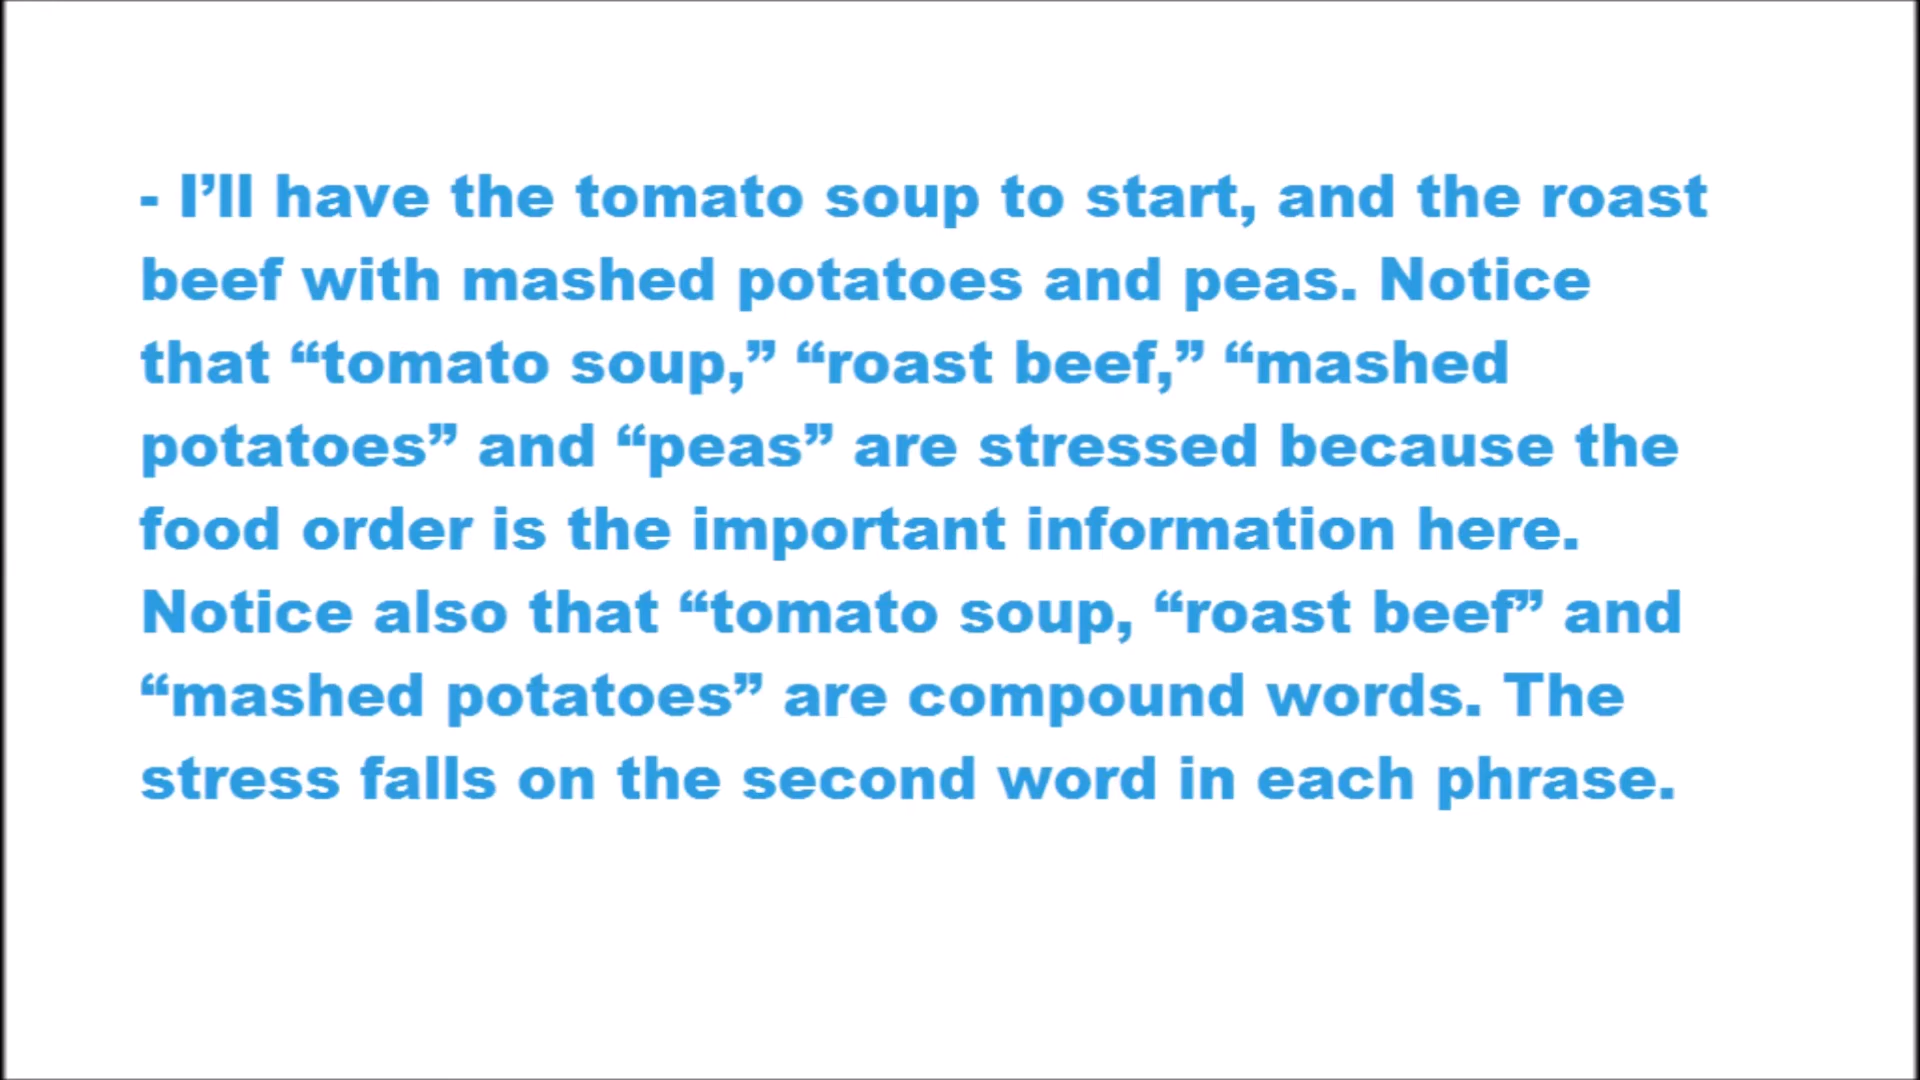 - I’ll have the tomato soup to start, and the roast
beef with mashed potatoes and peas. Notice
that “tomato soup,” “roast beef,” “mashed
potatoes” and “peas” are stressed because the
food order is the important information here.
Notice also that “tomato soup, “roast beef” and
“mashed potatoes” are compound words. The
stress falls on the second word in each phrase.